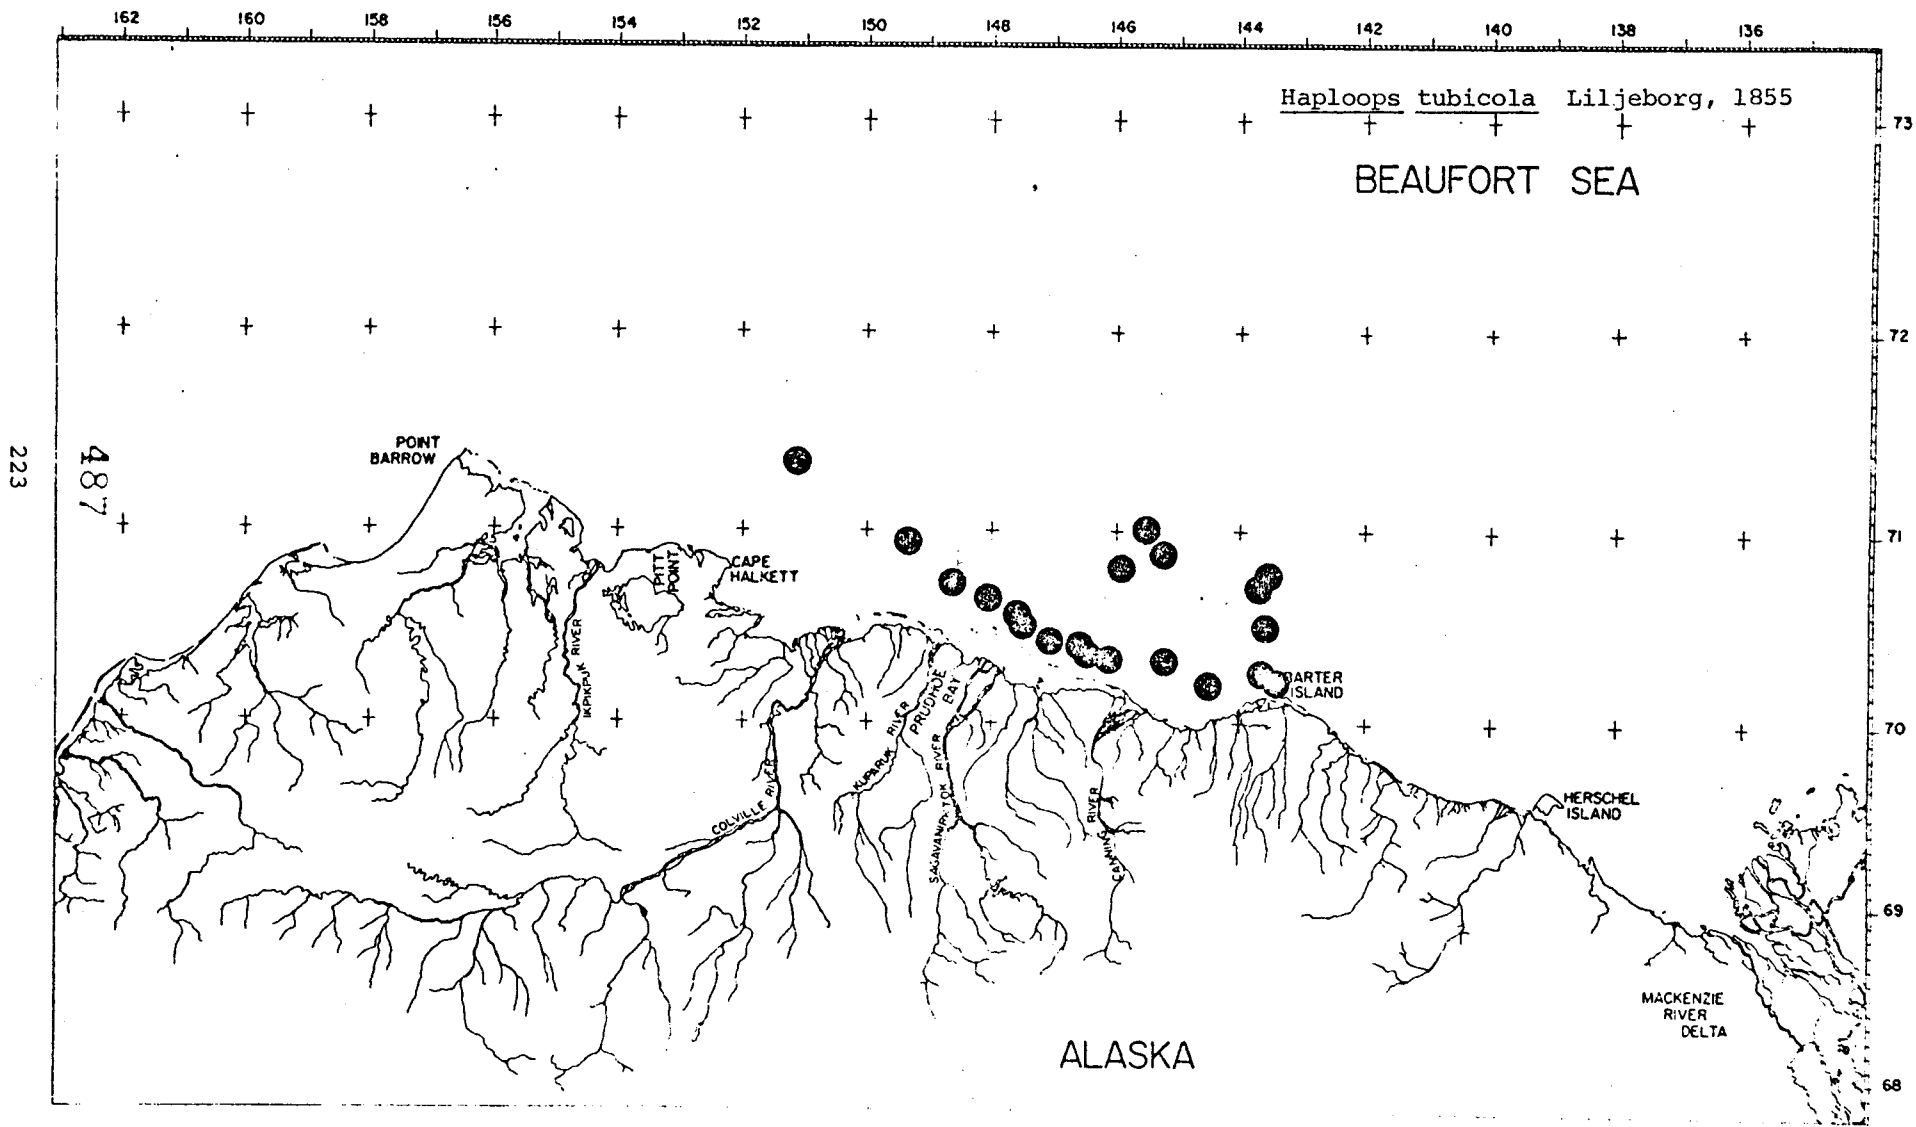 162 160 158 156 154 152 150 148 146 144 142 140 138 136
Haploops tubicola Liljeborg, 1855
73
BEAUFORT SEA
72
POINT
BARROW
223
487
71
PITT
POINT
CAPE
HALKETT
IKPIKPUK RIVER
BARTER
ISLAND
PRUDHOE
BAY
70
KUPARUK RIVER
COLVILLE RIVER
SAGAVANIRKTOK RIVER
CANNING RIVER
HERSCHEL
ISLAND
69
MACKENZIE
RIVER
DELTA
ALASKA
68